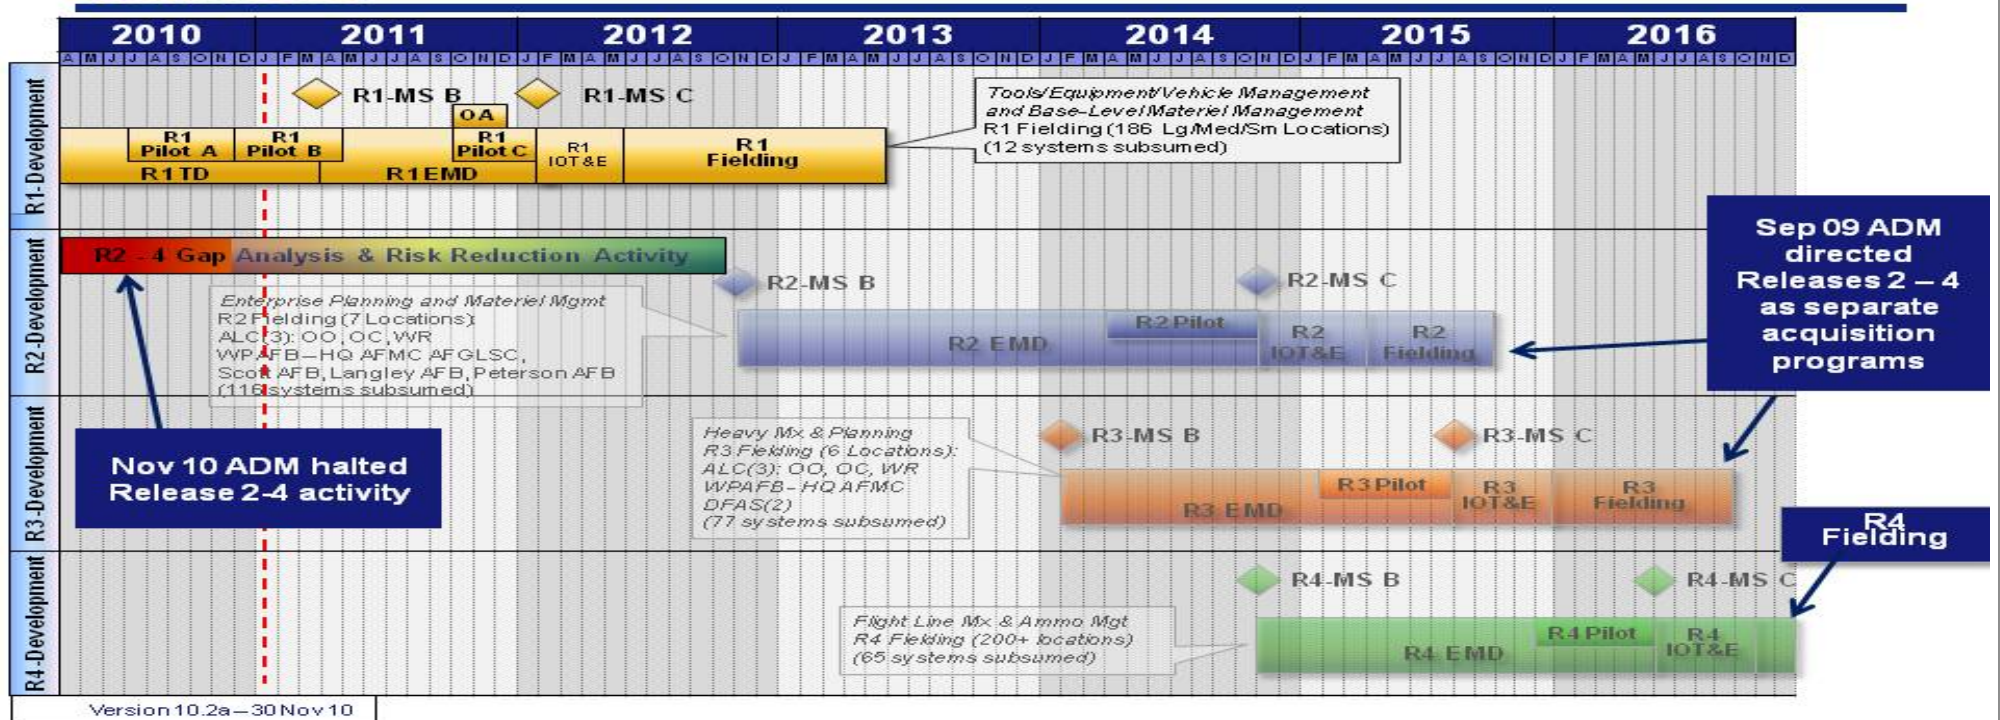 2010 2011 2012 2013 2014 2015 2016
A M J J A S O N D J F M A M J J A S O N D J F M A M J J A S O N D J F M A M J J A S O N D J F M A M J J A S O N D J F M A M J J A S O N D J F M A M J J A S O N D
R1-Development
R1-MS B
R1-MS C
OA
R1
Pilot A
R1
Pilot B
R1
Pilot C
R1
IOT&E
R1
Fielding
R1 TD
R1 EMD
Tools/Equipment/Vehicle Management
and Base-Level Materiel Management
R1 Fielding (186 Lg/Med/Sm Locations)
(12 systems subsumed)
R2-Development
R2 - 4 Gap Analysis & Risk Reduction Activity
R2-MS B
R2-MS C
Enterprise Planning and Materiel Mgmt
R2 Fielding (7 Locations)
ALC(3): OO, OC, WR
WPAFB-HQ AFMC AFGLSC,
Scott AFB, Langley AFB, Peterson AFB
(116 systems subsumed)
R2 EMD
R2 Pilot
R2
IOT&E
R2
Fielding
Sep 09 ADM
directed
Releases 2 – 4
as separate
acquisition
programs
Nov 10 ADM halted
Release 2-4 activity
R3-Development
Heavy Mx & Planning
R3 Fielding (6 Locations):
ALC(3): OO, OC, WR
WPAFB-HQ AFMC
DFAS(2)
(77 systems subsumed)
R3-MS B
R3-MS C
R3 EMD
R3 Pilot
R3
IOT&E
R3
Fielding
R4
Fielding
R4-Development
R4-MS B
R4-MS C
Flight Line Mx & Ammo Mgt
R4 Fielding (200+ locations)
(65 systems subsumed)
R4 EMD
R4 Pilot
R4
IOT&E
Version 10.2a—30 Nov 10